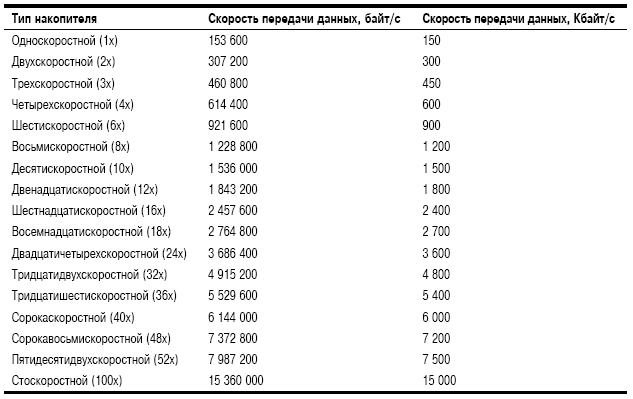 Тип накопителя Скорость передачи данных, байт/с Скорость передачи данных, Кбайт/с
Односкоростной (1x) 153 600 150
Двухскоростной (2x) 307 200 300
Трехскоростной (3x) 460 800 450
Четырехскоростной (4x) 614 400 600
Шестискоростной (6x) 921 600 900
Восьмискоростной (8x) 1 228 800 1 200
Десятискоростной (10x) 1 536 000 1 500
Двенадцатискоростной (12x) 1 843 200 1 800
Шестнадцатискоростной (16x) 2 457 600 2 400
Восемнадцатискоростной (18x) 2 764 800 2 700
Двадцатичетырехскоростной (24x) 3 686 400 3 600
Тридцатидвухскоростной (32x) 4 915 200 4 800
Тридцатишестискоростной (36x) 5 529 600 5 400
Сорокаскоростной (40x) 6 144 000 6 000
Сорокавосьмискоростной (48x) 7 372 800 7 200
Пятидесятидвухскоростной (52x) 7 987 200 7 500
Стоскоростной (100x) 15 360 000 15 000